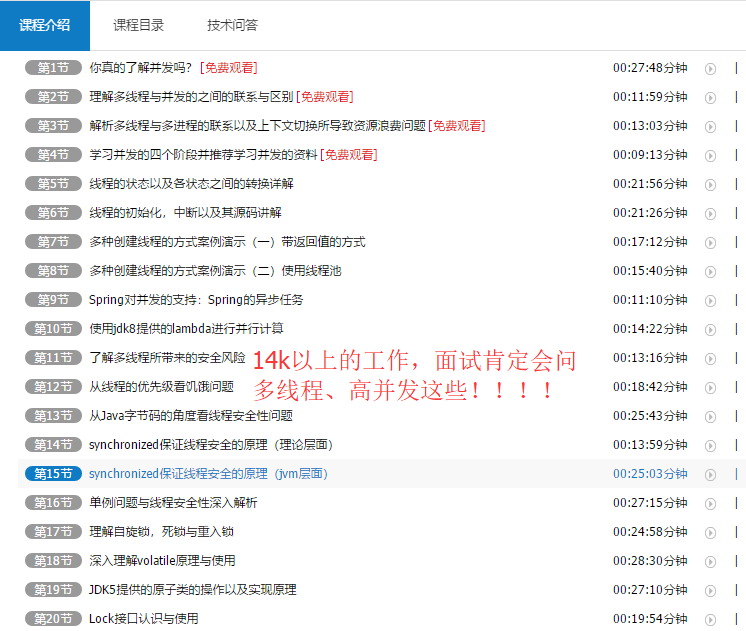 课程介绍 课程目录 技术问答
第1节 你真的了解并发吗? [免费观看] 00:27:48分钟
第2节 理解多线程与并发的之间的联系与区别 [免费观看] 00:11:59分钟
第3节 解析多线程与多进程的联系以及上下文切换所导致资源浪费问题 [免费观看] 00:13:03分钟
第4节 学习并发的四个阶段并推荐学习并发的资料 [免费观看] 00:09:13分钟
第5节 线程的状态以及各状态之间的转换详解 00:21:56分钟
第6节 线程的初始化，中断以及其源码讲解 00:21:26分钟
第7节 多种创建线程的方式案例演示（一）带返回值的方式 00:17:12分钟
第8节 多种创建线程的方式案例演示（二）使用线程池 00:15:40分钟
第9节 Spring对并发的支持：Spring的异步任务 00:11:10分钟
第10节 使用jdk8提供的lambda进行并行计算 00:14:22分钟
第11节 了解多线程所带来的安全风险 00:13:16分钟
14k以上的工作，面试肯定会问
第12节 从线程的优先级看饥饿问题 00:18:42分钟
多线程、高并发这些！！！！
第13节 从Java字节码的角度看线程安全性问题 00:25:43分钟
第14节 synchronized保证线程安全的原理（理论层面） 00:13:59分钟
第15节 synchronized保证线程安全的原理（jvm层面） 00:25:03分钟
第16节 单例问题与线程安全性深入解析 00:27:15分钟
第17节 理解自旋锁，死锁与重入锁 00:24:58分钟
第18节 深入理解volatile原理与使用 00:28:30分钟
第19节 JDK5提供的原子类的操作以及实现原理 00:27:10分钟
第20节 Lock接口认识与使用 00:19:54分钟